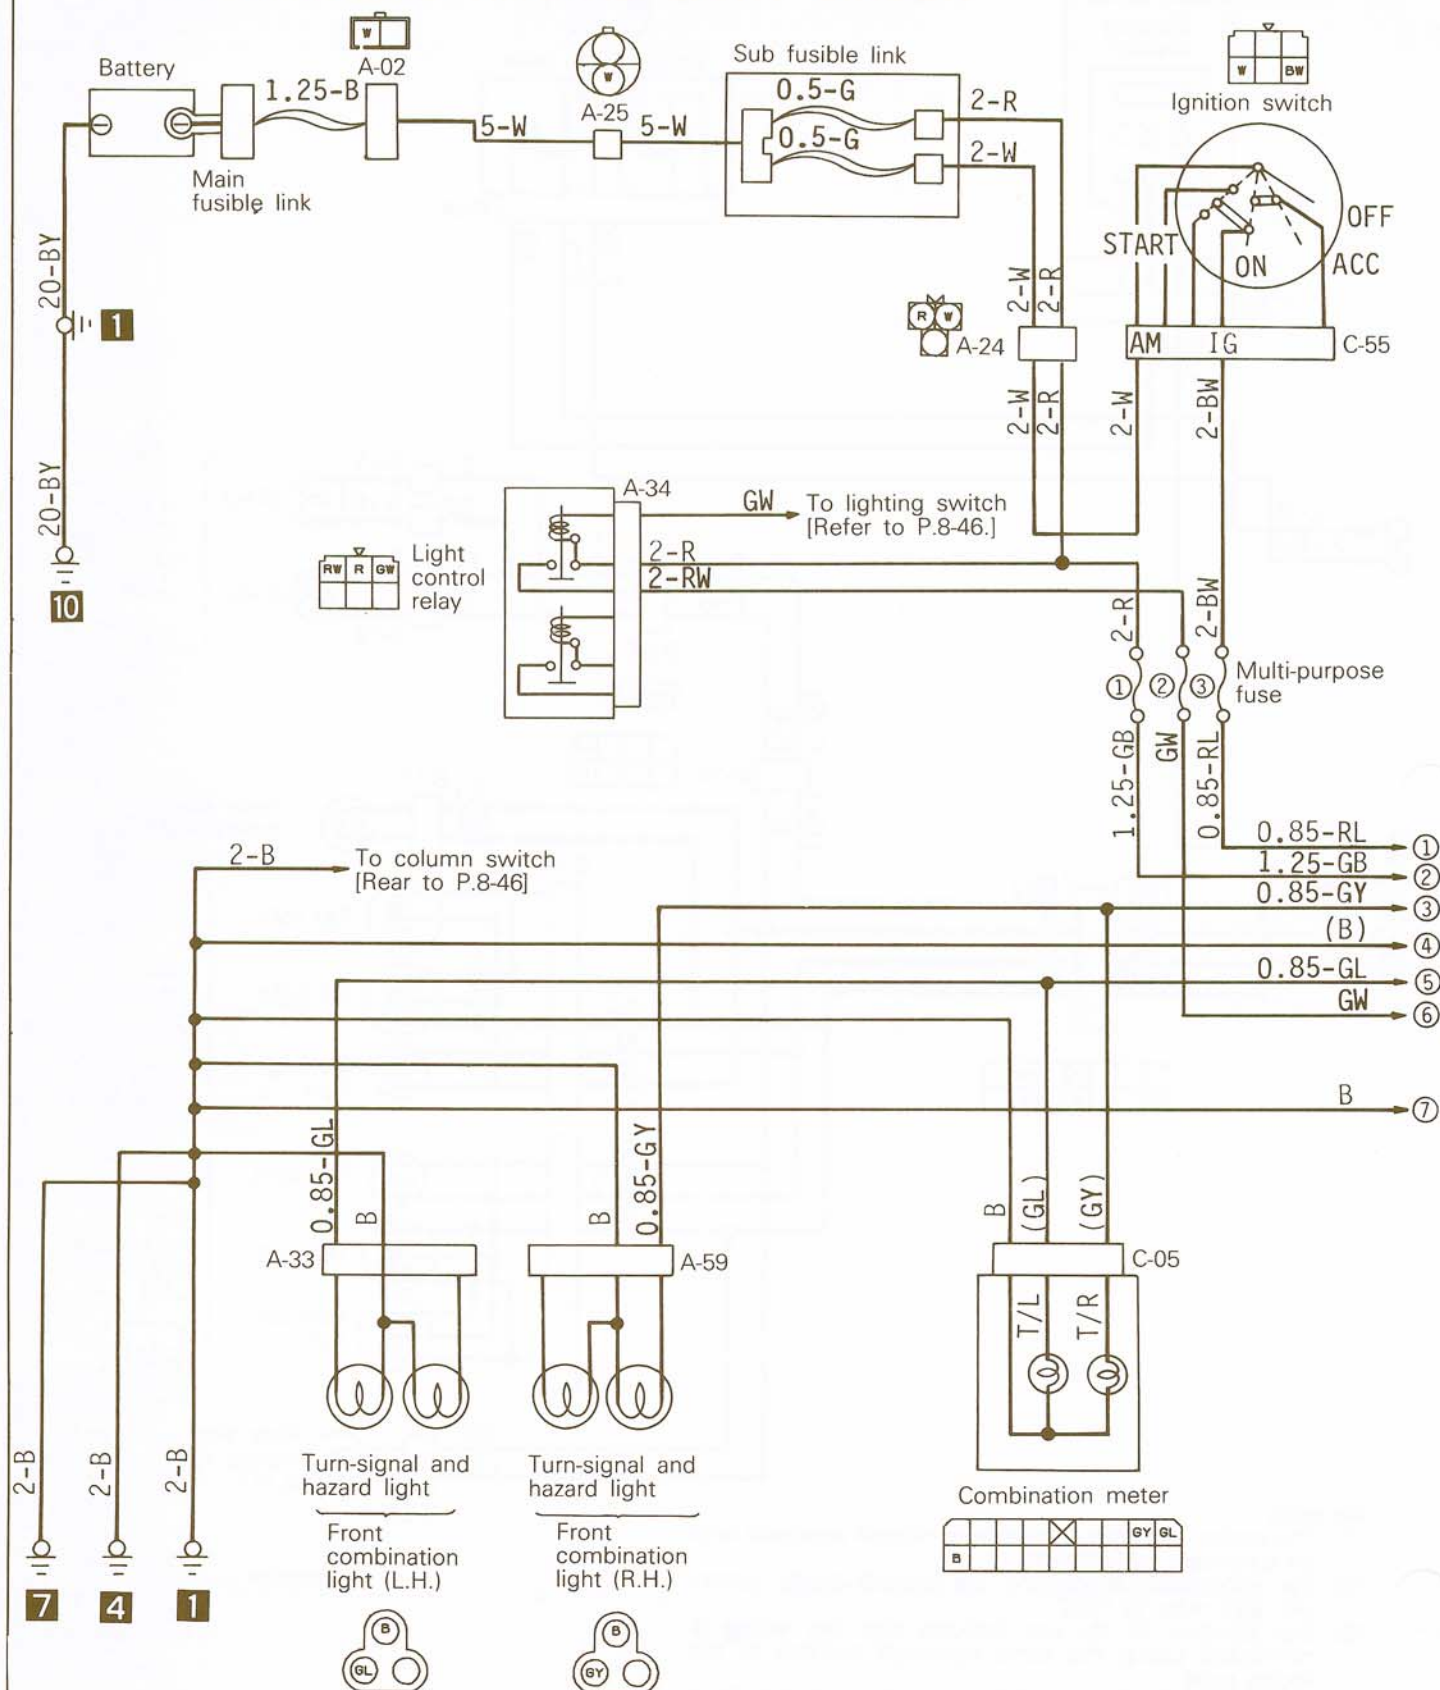 W
A-02
Battery
1.25-B
Main
fusible link
W
A-25
5-W
5-W
Sub fusible link
0.5-G
0.5-G
2-R
2-W
W BW
Ignition switch
START
ON
OFF
ACC
AM IG
C-55
20-BY
1
20-BY
10
2-W
2-R
R W
A-24
2-W
2-R
2-W
2-BW
A-34
GW
To lighting switch
[Refer to P.8-46.]
2-R
2-RW
RW R GW
Light
control
relay
2-R
2-BW
① ② ③
Multi-purpose
fuse
1.25-GB
GW
0.85-RL
2-B
To column switch
[Rear to P.8-46]
0.85-RL ①
1.25-GB ②
0.85-GY ③
(B) ④
0.85-GL ⑤
GW ⑥
B ⑦
0.85-GL
B
B
0.85-GY
B
(GL)
(GY)
A-33
A-59
C-05
T/L
T/R
Turn-signal and
hazard light
Front
combination
light (L.H.)
B
GL
Turn-signal and
hazard light
Front
combination
light (R.H.)
B
GY
Combination meter
GY GL
B
2-B
2-B
2-B
7
4
1